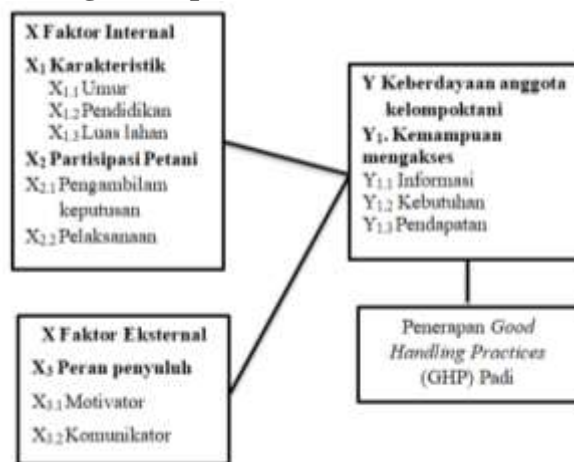 X Faktor Internal
X₁ Karakteristik
X₁.₁ Umur
X₁.₂ Pendidikan
X₁.₃ Luas lahan
X₂ Partisipasi Petani
X₂.₁ Pengambilam
keputusan
X₂.₂ Pelaksanaan
Y Keberdayaan anggota
kelompoktani
Y₁. Kemampuan
mengakses
Y₁.₁ Informasi
Y₁.₂ Kebutuhan
Y₁.₃ Pendapatan
X Faktor Eksternal
X₃ Peran penyuluh
X₃.₁ Motivator
X₃.₂ Komunikator
Penerapan Good
Handling Practices
(GHP) Padi